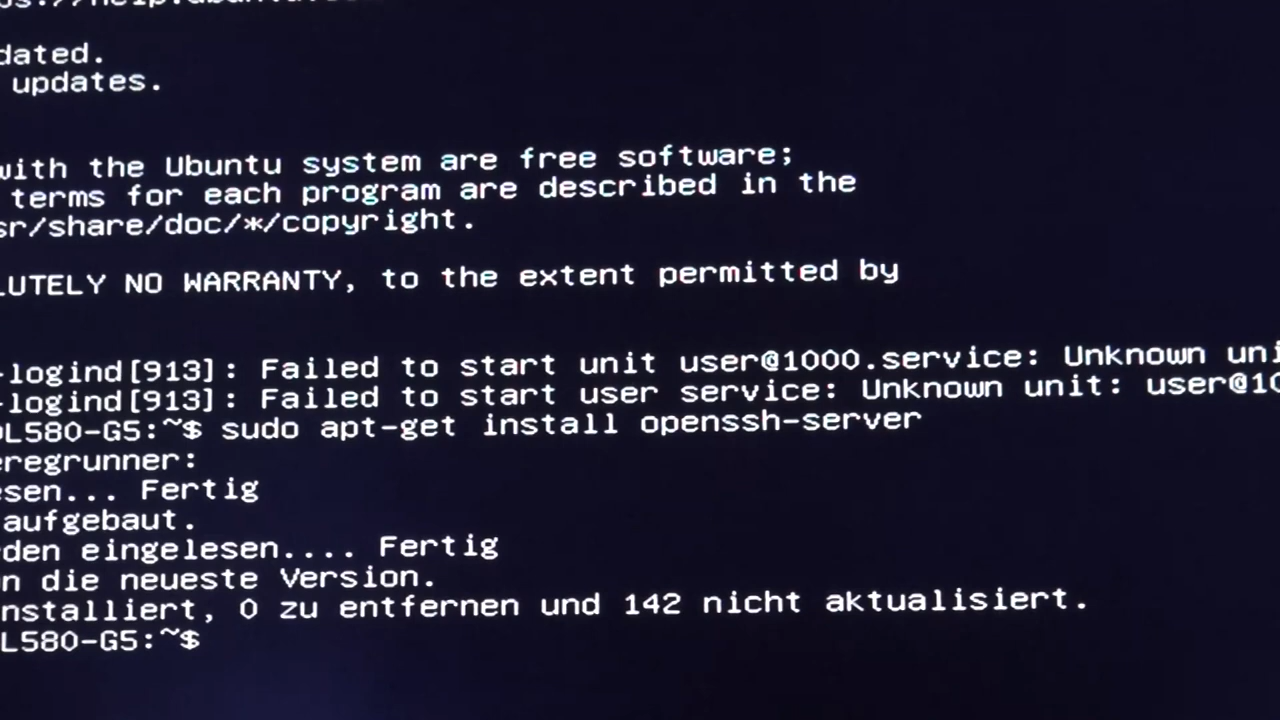 dated.
updates.
with the Ubuntu system are free software;
terms for each program are described in the
sr/share/doc/*/copyright.
LUTELY NO WARRANTY, to the extent permitted by
-logind[913]: Failed to start unit user@1000.service: Unknown uni
-logind[913]: Failed to start user service: Unknown unit: user@10
L580-G5:~$ sudo apt-get install openssh-server
eregrunner:
esen... Fertig
aufgebaut.
den eingelesen.... Fertig
n die neueste Version.
nstalliert, 0 zu entfernen und 142 nicht aktualisiert.
L580-G5:~$